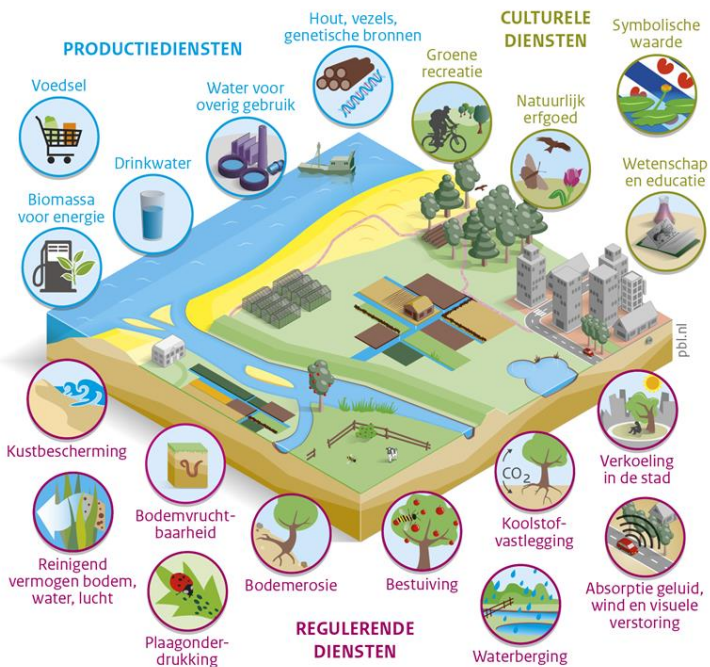 PRODUCTIEDIENSTEN
Voedsel
Biomassa
voor energie
Drinkwater
Water voor
overig gebruik
Hout, vezels,
genetische bronnen
CULTURELE
DIENSTEN
Groene
recreatie
Natuurlijk
erfgoed
Symbolische
waarde
Wetenschap
en educatie
pbl.nl
Kustbescherming
Reinigend
vermogen bodem,
water, lucht
Bodemvrucht-
baarheid
Plaagonder-
drukking
Bodemerosie
Bestuiving
CO2
Koolstof-
vastlegging
Waterberging
Verkoeling
in de stad
Absorptie geluid,
wind en visuele
verstoring
REGULERENDE
DIENSTEN